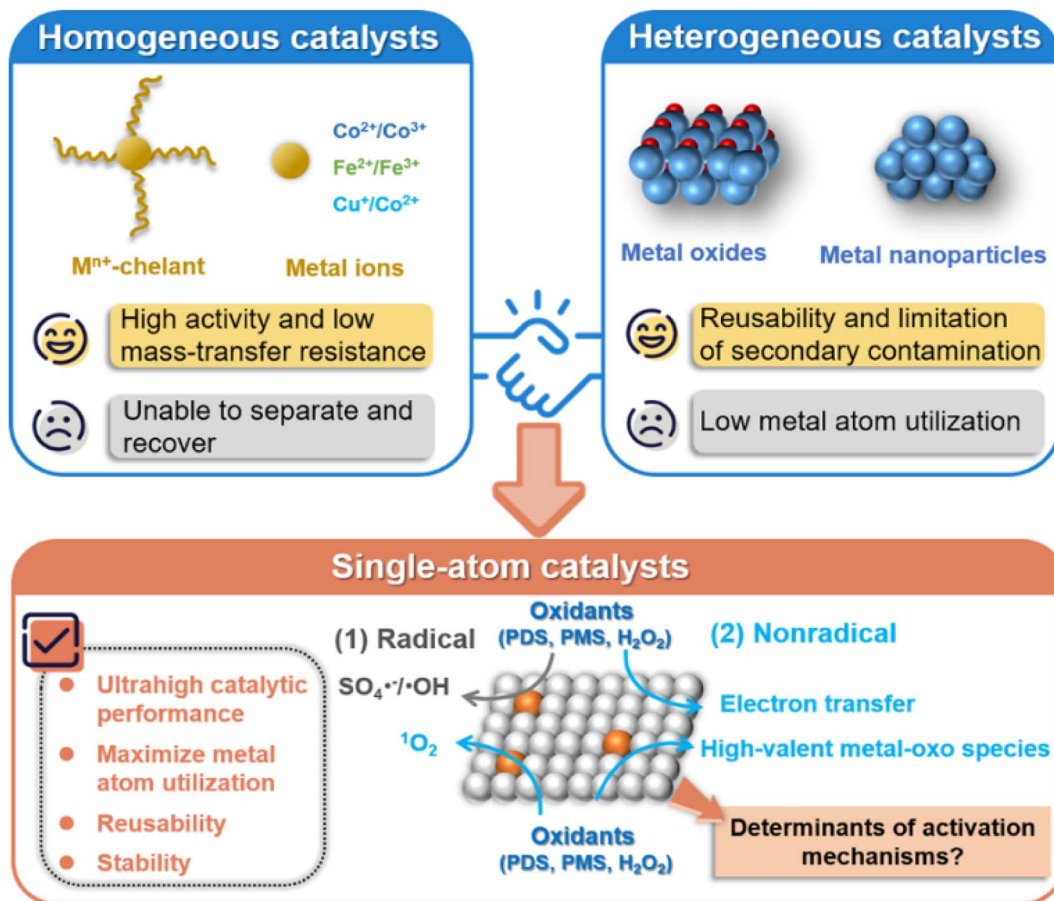 Homogeneous catalysts
Co²⁺/Co³⁺
Fe²⁺/Fe³⁺
Cu⁺/Co²⁺
Mⁿ⁺-chelant
Metal ions
High activity and low
mass-transfer resistance
Unable to separate and
recover
Heterogeneous catalysts
Metal oxides
Metal nanoparticles
Reusability and limitation
of secondary contamination
Low metal atom utilization
Single-atom catalysts
Ultrahigh catalytic
performance
Maximize metal
atom utilization
Reusability
Stability
(1) Radical
Oxidants
(PDS, PMS, H₂O₂)
(2) Nonradical
SO₄•⁻/•OH
Electron transfer
¹O₂
High-valent metal-oxo species
Oxidants
(PDS, PMS, H₂O₂)
Determinants of activation
mechanisms?